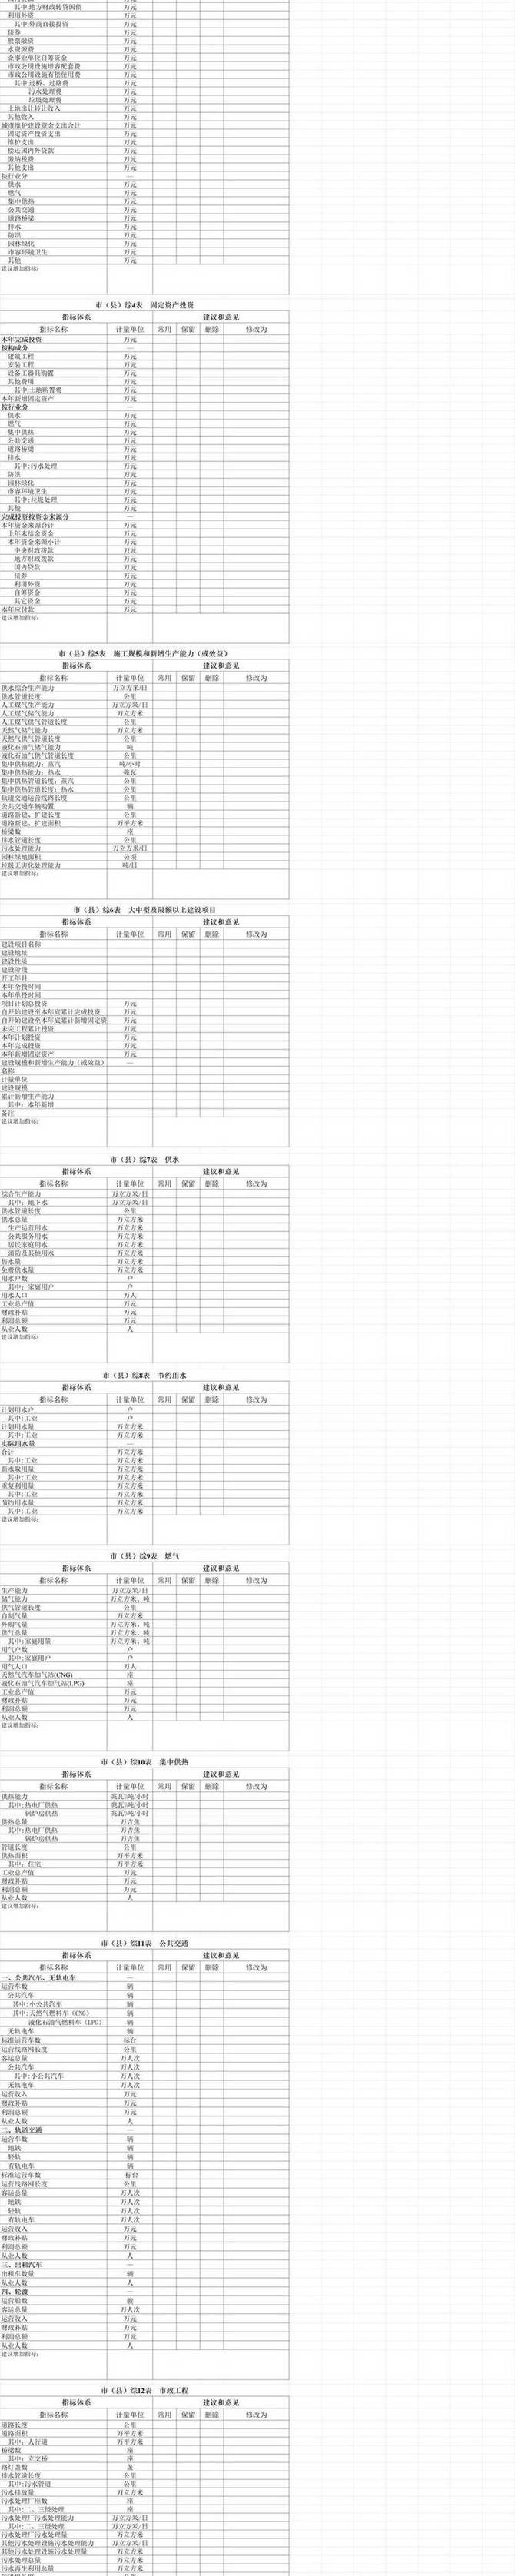 其中:地方财政转贷国债 万元
利用外资 万元
其中:外商直接投资 万元
债券 万元
股票融资 万元
水资源费 万元
企事业单位自筹资金 万元
市政公用设施增容配套费 万元
市政公用设施有偿使用费 万元
其中:过桥、过路费 万元
污水处理费 万元
垃圾处理费 万元
土地出让转让收入 万元
其他收入 万元
城市维护建设资金支出合计 万元
固定资产投资支出 万元
维护支出 万元
偿还国内外贷款 万元
缴纳税费 万元
其他支出 万元
按行业分 —
供水 万元
燃气 万元
集中供热 万元
公共交通 万元
道路桥梁 万元
排水 万元
防洪 万元
园林绿化 万元
市容环境卫生 万元
其他 万元
建议增加指标:
市（县）综4表 固定资产投资
指标体系 建议和意见
指标名称 计量单位 常用 保留 删除 修改为
本年完成投资 万元
按构成分 —
建筑工程 万元
安装工程 万元
设备工器具购置 万元
其他费用 万元
其中:土地购置费 万元
本年新增固定资产 万元
按行业分 —
供水 万元
燃气 万元
集中供热 万元
公共交通 万元
道路桥梁 万元
排水 万元
其中:污水处理 万元
防洪 万元
园林绿化 万元
市容环境卫生 万元
其中:垃圾处理 万元
其他 万元
完成投资按资金来源分 —
本年资金来源合计 万元
上年末结余资金 万元
本年资金来源小计 万元
中央财政拨款 万元
地方财政拨款 万元
国内贷款 万元
债券 万元
利用外资 万元
自筹资金 万元
其它资金 万元
本年应付款 万元
建议增加指标:
市（县）综5表 施工规模和新增生产能力（或效益）
指标体系 建议和意见
指标名称 计量单位 常用 保留 删除 修改为
供水综合生产能力 万立方米/日
供水管道长度 公里
人工煤气生产能力 万立方米/日
人工煤气储气能力 万立方米
人工煤气供气管道长度 公里
天然气储气能力 万立方米
天然气供气管道长度 公里
液化石油气储气能力 吨
液化石油气供气管道长度 公里
集中供热能力：蒸汽 吨/小时
集中供热能力：热水 兆瓦
集中供热管道长度：蒸汽 公里
集中供热管道长度：热水 公里
轨道交通运营线路长度 公里
公共交通车辆购置 辆
道路新建、扩建长度 公里
道路新建、扩建面积 万平方米
桥梁数 座
排水管道长度 公里
污水处理能力 万立方米/日
园林绿地面积 公顷
垃圾无害化处理能力 吨/日
建议增加指标:
市（县）综6表 大中型及限额以上建设项目
指标体系 建议和意见
指标名称 计量单位 常用 保留 删除 修改为
建设项目名称
建设地址
建设性质
建设阶段
开工年月
本年全投时间
本年单投时间
项目计划总投资 万元
自开始建设至本年底累计完成投资 万元
自开始建设至本年底累计新增固定资 万元
未完工程累计投资 万元
本年计划投资 万元
本年完成投资 万元
本年新增固定资产 万元
建设规模和新增生产能力（或效益） —
名称
计量单位
建设规模
累计新增生产能力
其中：本年新增
备注
建议增加指标:
市（县）综7表 供水
指标体系 建议和意见
指标名称 计量单位 常用 保留 删除 修改为
综合生产能力 万立方米/日
其中：地下水 万立方米/日
供水管道长度 公里
供水总量 万立方米
生产运营用水 万立方米
公共服务用水 万立方米
居民家庭用水 万立方米
消防及其他用水 万立方米
售水量 万立方米
免费供水量 万立方米
用水户数 户
其中：家庭用户 户
用水人口 万人
工业总产值 万元
财政补贴 万元
利润总额 万元
从业人数 人
建议增加指标:
市（县）综8表 节约用水
指标体系 建议和意见
指标名称 计量单位 常用 保留 删除 修改为
计划用水户 户
其中:工业 户
计划用水量 万立方米
其中:工业 万立方米
实际用水量 —
合计 万立方米
其中:工业 万立方米
新水取用量 万立方米
其中:工业 万立方米
重复利用量 万立方米
其中:工业 万立方米
节约用水量 万立方米
其中:工业 万立方米
建议增加指标:
市（县）综9表 燃气
指标体系 建议和意见
指标名称 计量单位 常用 保留 删除 修改为
生产能力 万立方米/日
储气能力 万立方米、吨
供气管道长度 公里
自制气量 万立方米
外购气量 万立方米、吨
供气总量 万立方米、吨
其中:家庭用量 万立方米、吨
用气户数 户
其中:家庭用户 户
用气人口 万人
天然气汽车加气站(CNG) 座
液化石油气汽车加气站(LPG) 座
工业总产值 万元
财政补贴 万元
利润总额 万元
从业人数 人
建议增加指标:
市（县）综10表 集中供热
指标体系 建议和意见
指标名称 计量单位 常用 保留 删除 修改为
供热能力 兆瓦\\吨/小时
其中:热电厂供热 兆瓦\\吨/小时
锅炉房供热 兆瓦\\吨/小时
供热总量 万吉焦
其中:热电厂供热 万吉焦
锅炉房供热 万吉焦
管道长度 公里
供热面积 万平方米
其中：住宅 万平方米
工业总产值 万元
财政补贴 万元
利润总额 万元
从业人数 人
建议增加指标:
市（县）综11表 公共交通
指标体系 建议和意见
指标名称 计量单位 常用 保留 删除 修改为
一、公共汽车、无轨电车 —
运营车数 辆
公共汽车 辆
其中:小公共汽车 辆
其中:天然气燃料车（CNG） 辆
液化石油气燃料车（LPG） 辆
无轨电车 辆
标准运营车数 标台
运营线路网长度 公里
客运总量 万人次
公共汽车 万人次
其中:小公共汽车 万人次
无轨电车 万人次
运营收入 万元
财政补贴 万元
利润总额 万元
从业人数 人
二、轨道交通 —
运营车数 辆
地铁 辆
轻轨 辆
有轨电车 辆
标准运营车数 标台
运营线路网长度 公里
客运总量 万人次
地铁 万人次
轻轨 万人次
有轨电车 万人次
运营收入 万元
财政补贴 万元
利润总额 万元
从业人数 人
三、出租汽车 —
出租车数量 辆
从业人数 人
四、轮渡 —
运营船数 艘
客运总量 万人次
运营收入 万元
财政补贴 万元
利润总额 万元
从业人数 人
建议增加指标:
市（县）综12表 市政工程
指标体系 建议和意见
指标名称 计量单位 常用 保留 删除 修改为
道路长度 公里
道路面积 万平方米
其中：人行道 万平方米
桥梁数 座
其中：立交桥 座
路灯盏数 盏
排水管道长度 公里
其中:污水管道 公里
污水排放量 万立方米
污水处理厂座数 座
其中:二、三级处理 座
污水处理厂污水处理能力 万立方米/日
其中:二、三级处理 万立方米/日
污水处理厂污水处理量 万立方米
其他污水处理设施污水处理能力 万立方米/日
其他污水处理设施污水处理量 万立方米
污水处理总量 万立方米
污水再生利用总量 万立方米